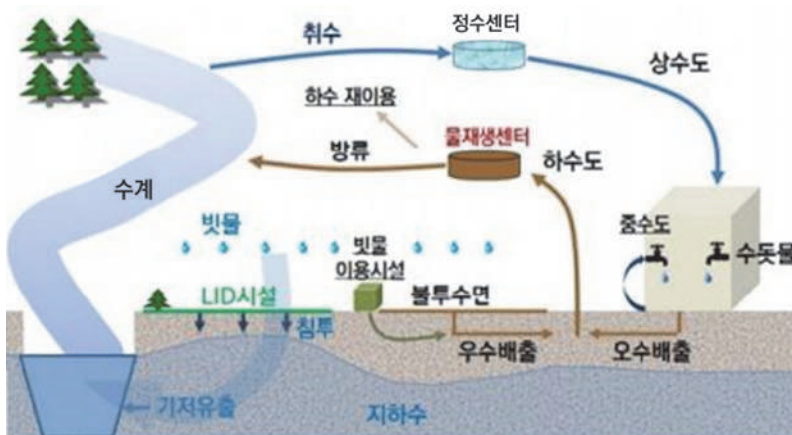 취수
정수센터
상수도
하수 재이용
물재생센터
방류
하수도
수계
중수도
수돗물
빗물
빗물
이용시설
LID시설
불투수면
침투
우수배출
오수배출
기저유출
지하수